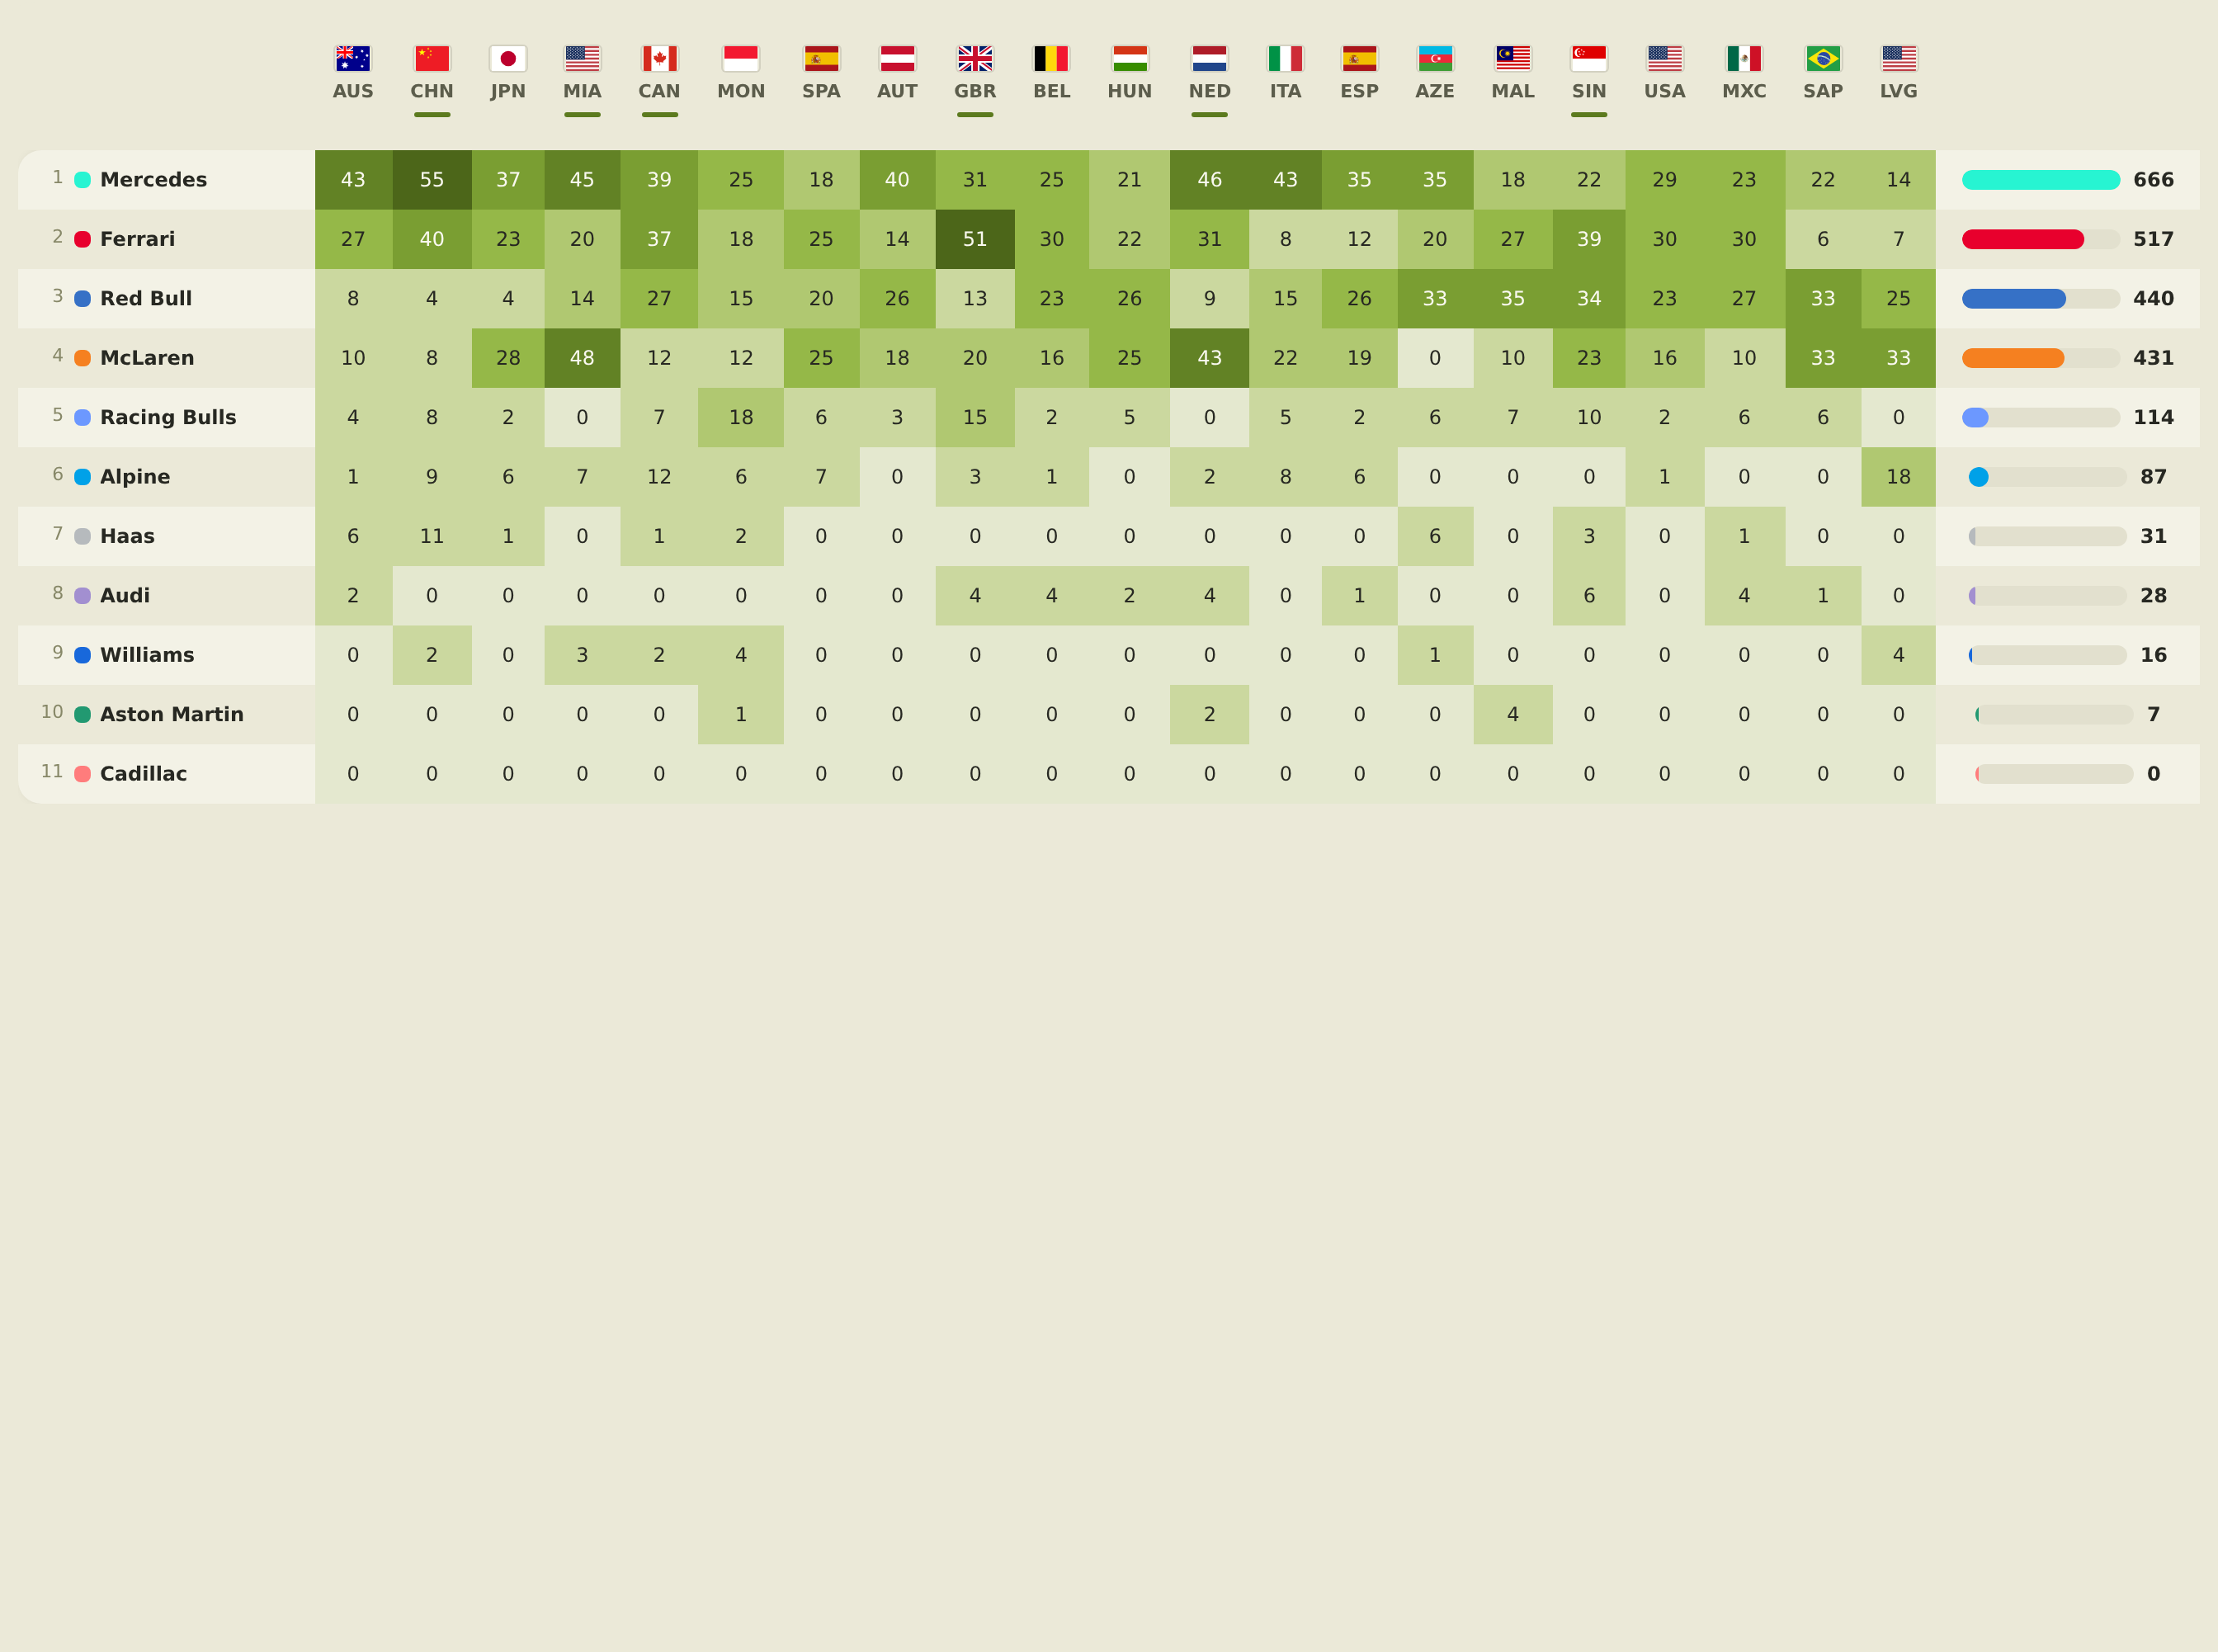 AUS CHN JPN MIA CAN MON SPA AUT GBR BEL HUN NED ITA ESP AZE MAL SIN USA MXC SAP LVG
1 Mercedes 43 55 37 45 39 25 18 40 31 25 21 46 43 35 35 18 22 29 23 22 14 666
2 Ferrari 27 40 23 20 37 18 25 14 51 30 22 31 8 12 20 27 39 30 30 6 7 517
3 Red Bull 8 4 4 14 27 15 20 26 13 23 26 9 15 26 33 35 34 23 27 33 25 440
4 McLaren 10 8 28 48 12 12 25 18 20 16 25 43 22 19 0 10 23 16 10 33 33 431
5 Racing Bulls 4 8 2 0 7 18 6 3 15 2 5 0 5 2 6 7 10 2 6 6 0 114
6 Alpine 1 9 6 7 12 6 7 0 3 1 0 2 8 6 0 0 0 1 0 0 18 87
7 Haas 6 11 1 0 1 2 0 0 0 0 0 0 0 0 6 0 3 0 1 0 0 31
8 Audi 2 0 0 0 0 0 0 0 4 4 2 4 0 1 0 0 6 0 4 1 0 28
9 Williams 0 2 0 3 2 4 0 0 0 0 0 0 0 0 1 0 0 0 0 0 4 16
10 Aston Martin 0 0 0 0 0 1 0 0 0 0 0 2 0 0 0 4 0 0 0 0 0 7
11 Cadillac 0 0 0 0 0 0 0 0 0 0 0 0 0 0 0 0 0 0 0 0 0 0